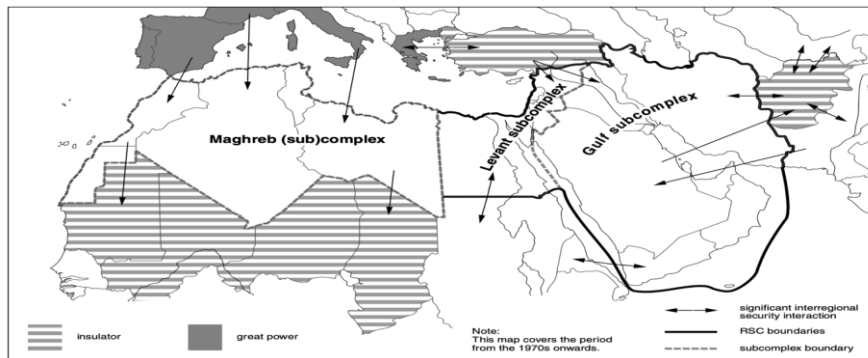 Maghreb (sub)complex
Levant subcomplex
Gulf subcomplex
insulator
great power
Note:
This map covers the period
from the 1970s onwards.
significant interregional
security interaction
RSC boundaries
subcomplex boundary